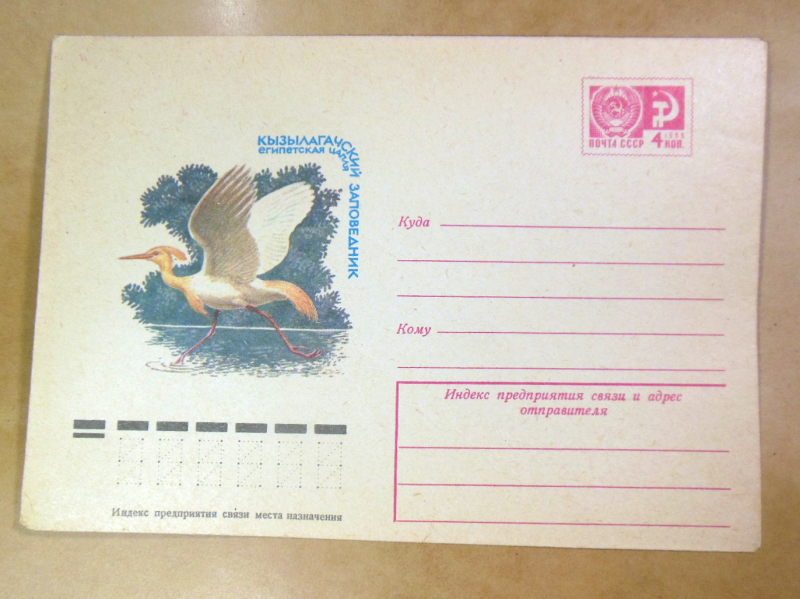 КЫЗЫЛАГАЧСКИЙ ЗАПОВЕДНИК
ЕГИПЕТСКАЯ ЦАПЛЯ
ПОЧТА СССР
4 КОП.
Куда
Кому
Индекс предприятия связи и адрес
отправителя
Индекс предприятия связи места назначения